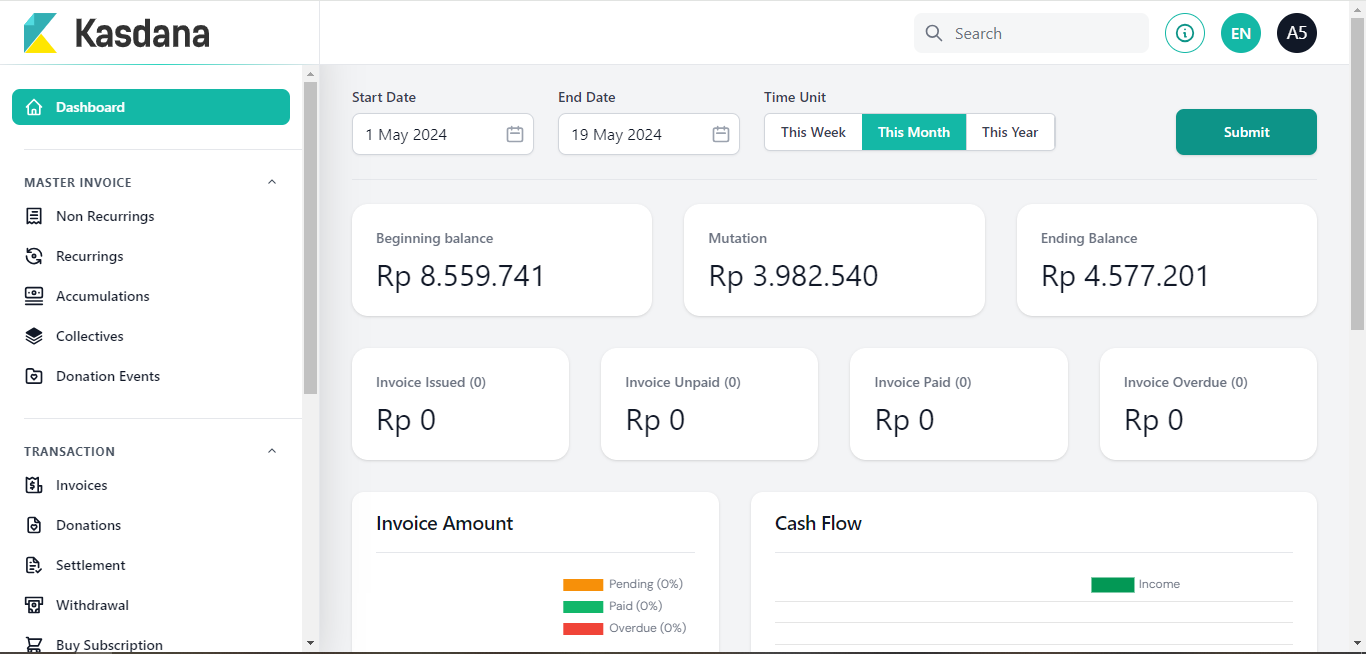 Kasdana
Search
EN
A5
Dashboard
MASTER INVOICE
Non Recurrings
Recurrings
Accumulations
Collectives
Donation Events
TRANSACTION
Invoices
Donations
Settlement
Withdrawal
Buy Subscription
Start Date
1 May 2024
End Date
19 May 2024
Time Unit
This Week
This Month
This Year
Submit
Beginning balance
Rp 8.559.741
Mutation
Rp 3.982.540
Ending Balance
Rp 4.577.201
Invoice Issued (0)
Rp 0
Invoice Unpaid (0)
Rp 0
Invoice Paid (0)
Rp 0
Invoice Overdue (0)
Rp 0
Invoice Amount
Pending (0%)
Paid (0%)
Overdue (0%)
Cash Flow
Income